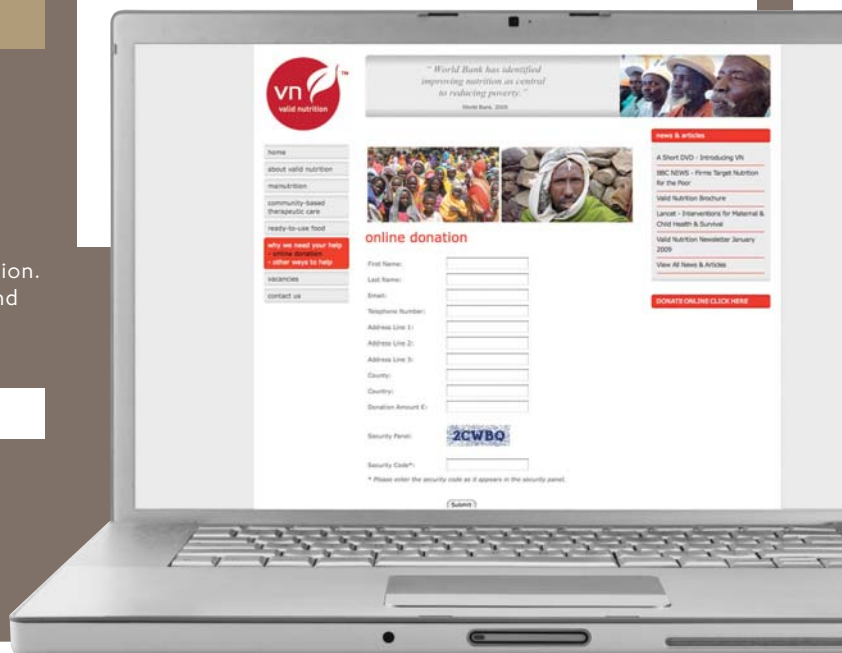 ion.
nd
vn
TM
valid nutrition
" World Bank has identified
improving nutrition as central
to reducing poverty."
World Bank, 2005
home
about valid nutrition
malnutrition
community-based
therapeutic care
ready-to-use food
why we need your help
- online donation
- other ways to help
vacancies
contact us
online donation
First Name:
Last Name:
Email:
Telephone Number:
Address Line 1:
Address Line 2:
Address Line 3:
County:
Country:
Donation Amount €:
Security Panel:
2CWBQ
Security Code*:
* Please enter the security code as it appears in the security panel.
Submit
news & articles
A Short DVD - Introducing VN
BBC NEWS - Firms Target Nutrition
for the Poor
Valid Nutrition Brochure
Lancet - Interventions for Maternal &
Child Health & Survival
Valid Nutrition Newsletter January
2009
View All News & Articles
DONATE ONLINE CLICK HERE